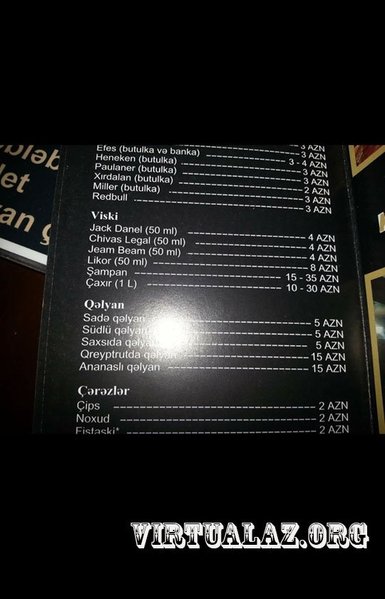 Efes (butulka və banka) 3 AZN
Heneken (butulka) 3 - 4 AZN
Paulaner (butulka) 3 AZN
Xırdalan (butulka) 3 AZN
Miller (butulka) 2 AZN
Redbull 3 AZN
Viski
Jack Danel (50 ml) 4 AZN
Chivas Legal (50 ml) 4 AZN
Jeam Beam (50 ml) 4 AZN
Likor (50 ml) 8 AZN
Şampan 15 - 35 AZN
Çaxır (1 L) 10 - 30 AZN
Qəlyan
Sadə qəlyan 5 AZN
Südlü qəlyan 5 AZN
Saxsıda qəlyan 5 AZN
Qreyptrutda qəlyan 15 AZN
Ananaslı qəlyan 15 AZN
Çərəzlər
Çips 2 AZN
Noxud 2 AZN
Fistaski* 2 AZN
VIRTUALAZ.ORG